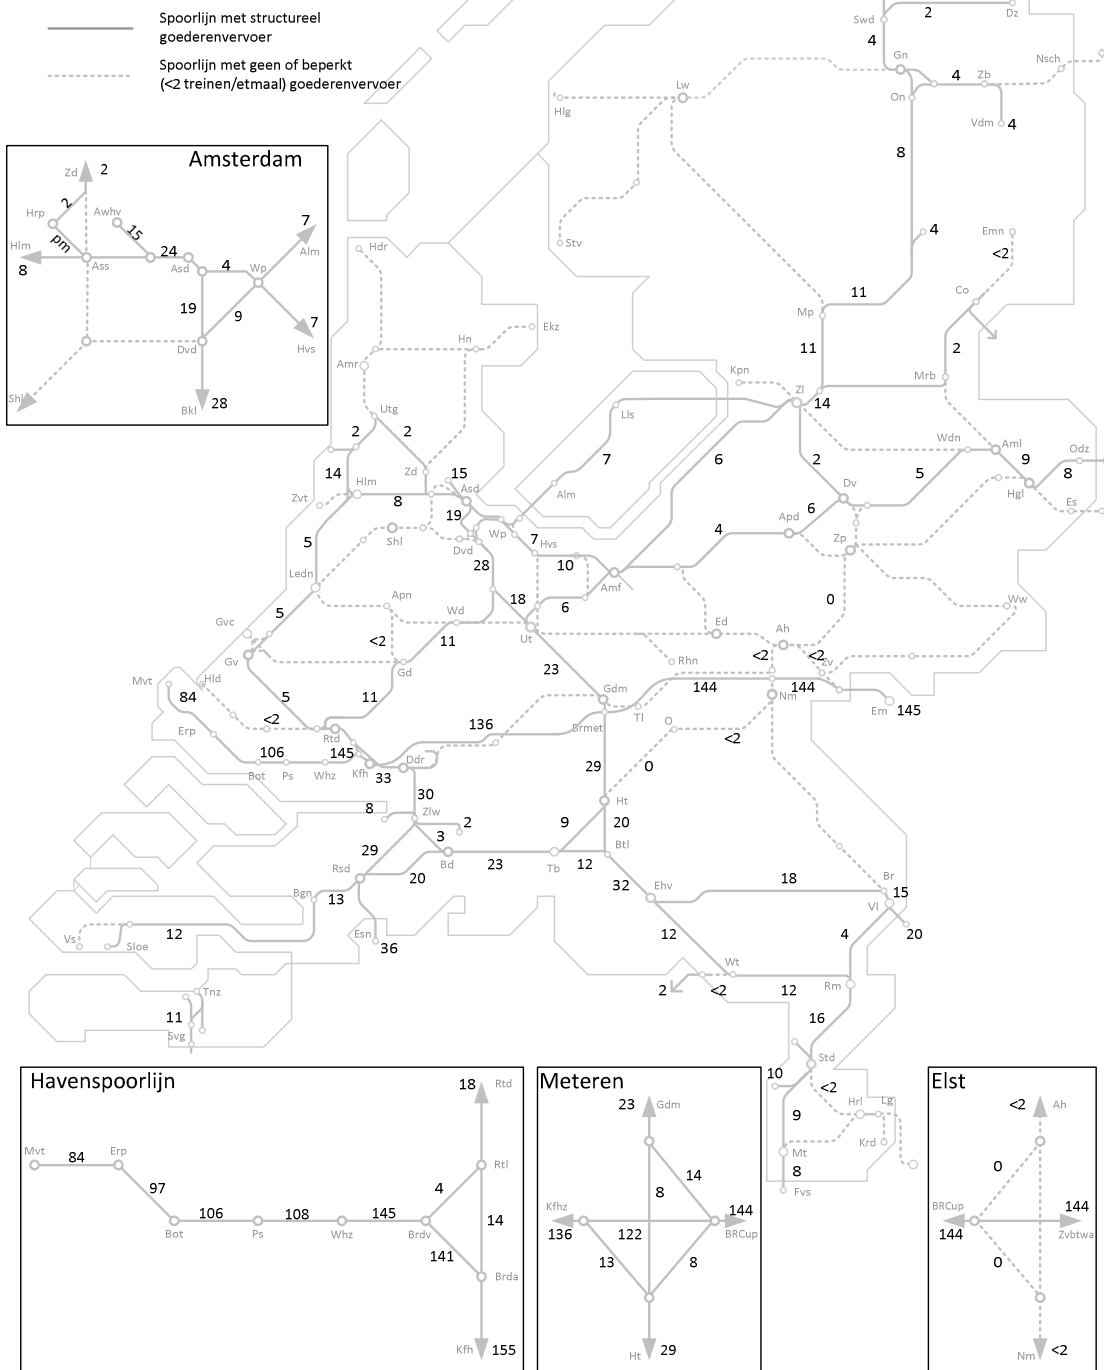 Spoorlijn met structureel
goederenvervoer
Spoorlijn met geen of beperkt
(<2 treinen/etmaal) goederenvervoer
Swd
2
Dz
4
Gn
4
Zb
Nsch
On
Vdm
4
Lw
Hlg
8
Stv
4
Emn
<2
Co
11
Mp
11
2
Mrb
Kpn
Zl
14
Amsterdam
Zd
2
Hrp
2
Awhv
15
7
Hlm
pm
8
Ass
24
Asd
4
Wp
Alm
19
9
7
Dvd
Hvs
Shl
Bkl
28
Hdr
Hn
Ekz
Amr
Utg
2
2
Lls
14
Zd
15
7
6
2
Wdn
Aml
9
Odz
8
Hgl
Es
5
Zvt
Hlm
8
Asd
19
Alm
Dv
6
Apd
4
Zp
Shl
Dvd
Wp
7
Hvs
10
5
Ledn
28
Amf
6
18
Apn
Wd
11
Ut
Ed
Ah
0
Ww
<2
<2
Zv
Gvc
5
<2
Gv
Gd
23
Rhn
Mvt
84
Hld
5
11
Gdm
144
144
Nm
Em
145
Erp
<2
Rtd
136
Brmet
Tl
O
<2
106
145
Bot
Ps
Whz
Kfh
33
Ddr
29
0
30
8
Zlw
2
Ht
9
20
3
Btl
29
Rsd
Bd
23
Tb
12
20
32
Ehv
18
Br
15
Vl
20
Bgn
13
Esn
36
12
4
Vs
12
Sloe
Wt
2
<2
12
Rm
Tnz
11
Svg
16
Std
10
<2
9
Hrl
Lg
Krd
Mt
8
Fvs
Havenspoorlijn
18
Rtd
Mvt
84
Erp
Rtl
97
4
106
108
145
14
Bot
Ps
Whz
Brdv
141
Brda
Kfh
155
Meteren
23
Gdm
14
8
Kfhz
144
136
122
BRCup
13
8
Ht
29
Elst
<2
Ah
0
BRCup
144
144
Zvbtwa
0
Nm
<2